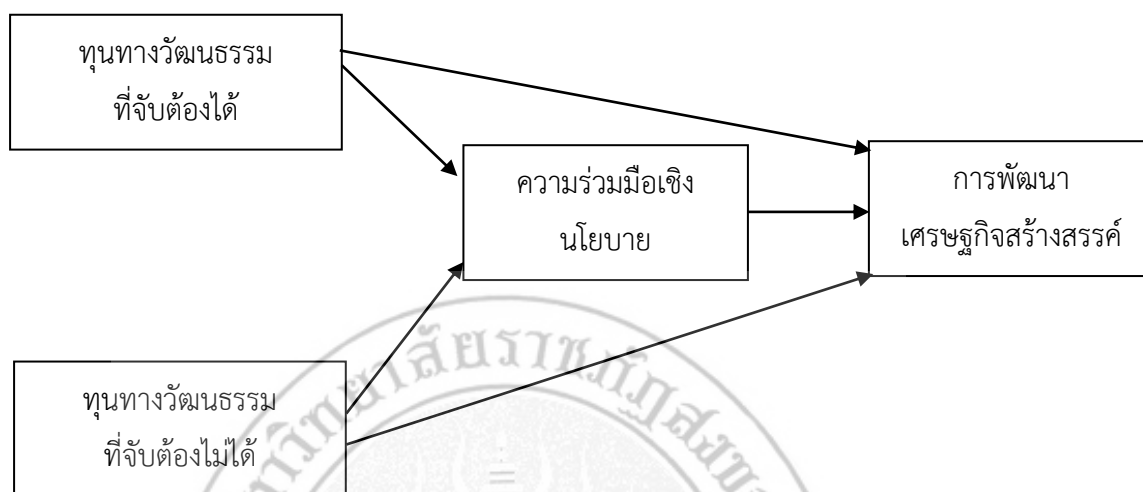 ทุนทางวัฒนธรรม
ที่จับต้องได้
ความร่วมมือเชิง
นโยบาย
การพัฒนา
เศรษฐกิจสร้างสรรค์
ทุนทางวัฒนธรรม
ที่จับต้องไม่ได้